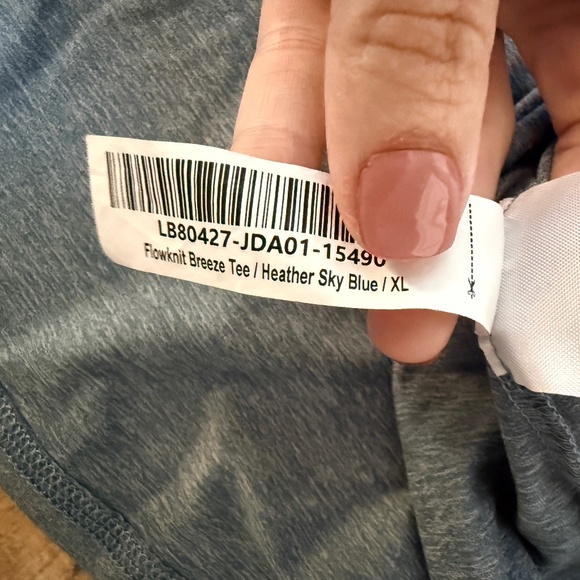 LB80427-JDA01-15490
Flowknit Breeze Tee / Heather Sky Blue / XL